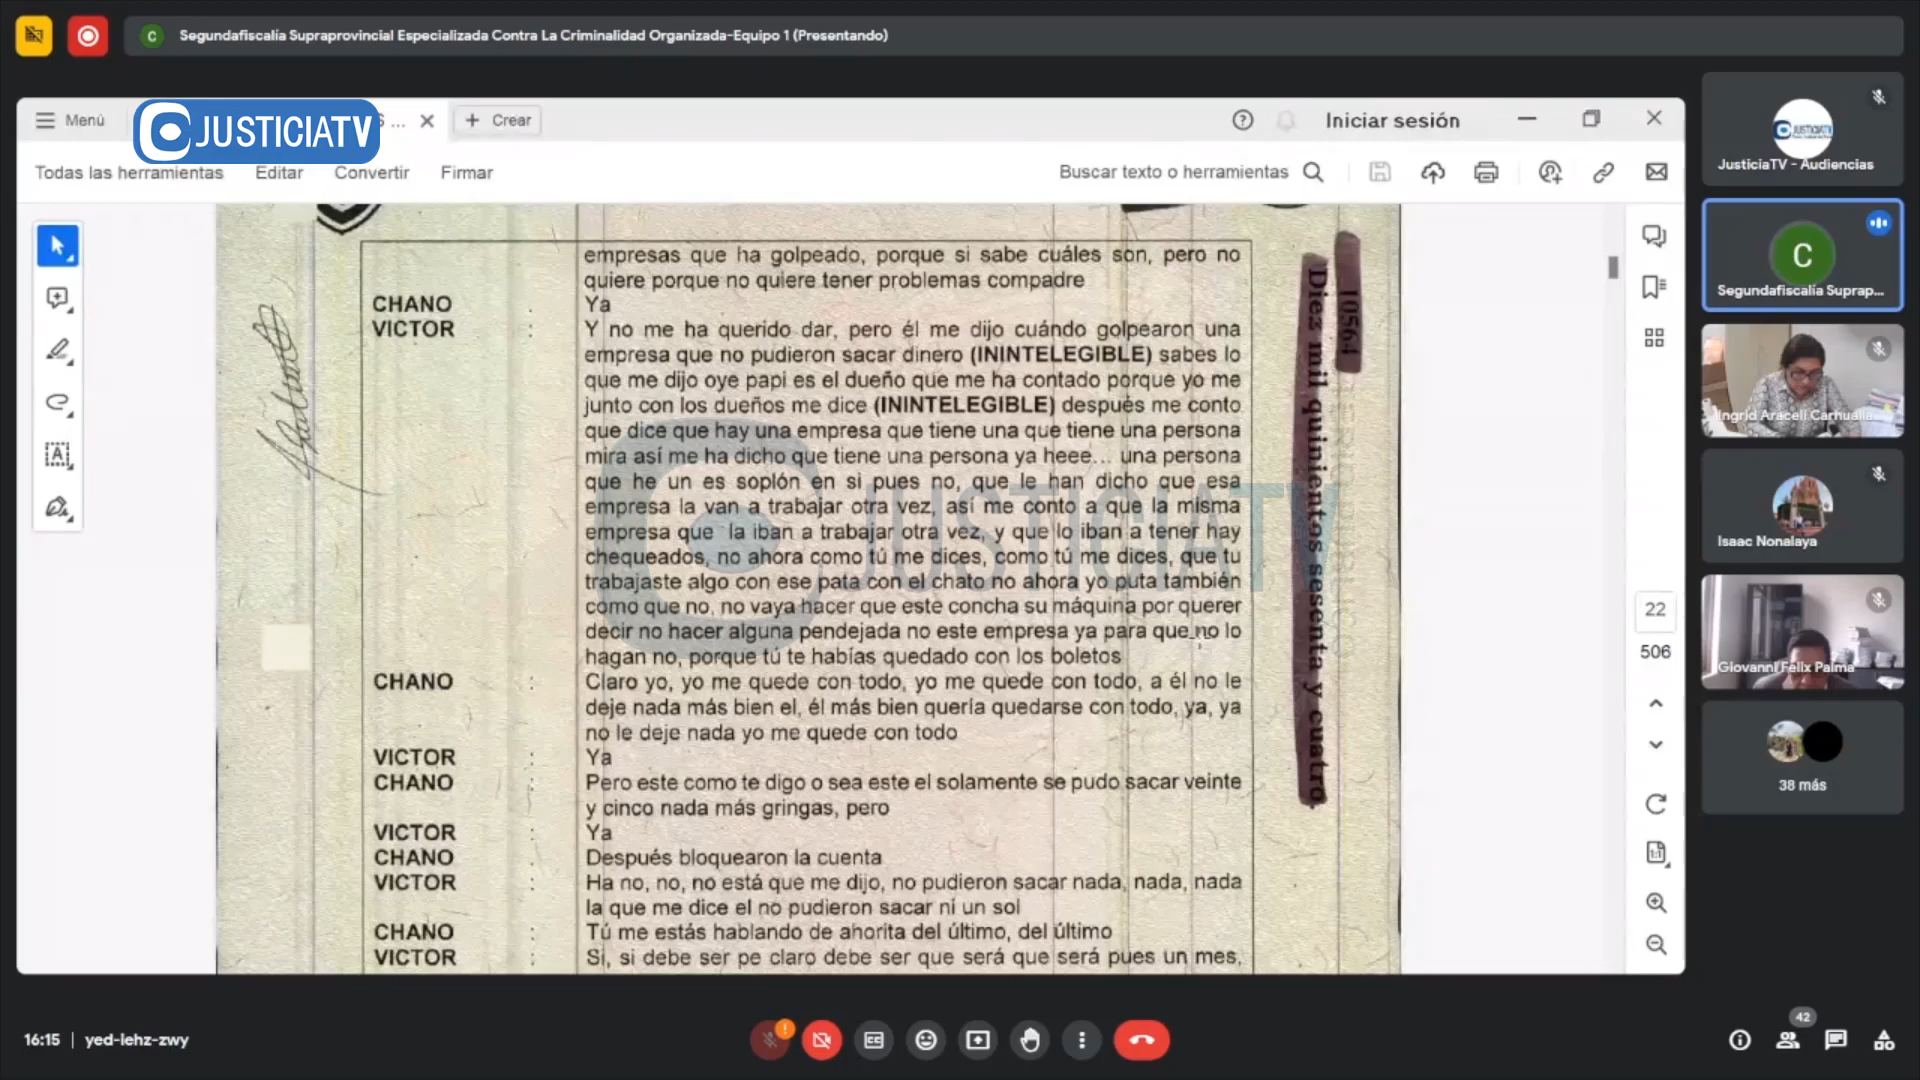 C Segundafiscalía Supraprovincial Especializada Contra La Criminalidad Organizada-Equipo 1 (Presentando)
Menú
JUSTICIATV
S ...
Crear
Iniciar sesión
Todas las herramientas
Editar
Convertir
Firmar
Buscar texto o herramientas
empresas que ha golpeado, porque si sabe cuáles son, pero no
quiere porque no quiere tener problemas compadre
CHANO : Ya
VICTOR : Y no me ha querido dar, pero él me dijo cuándo golpearon una
empresa que no pudieron sacar dinero (ININTELEGIBLE) sabes lo
que me dijo oye papi es el dueño que me ha contado porque yo me
junto con los dueños me dice (ININTELEGIBLE) después me conto
que dice que hay una empresa que tiene una que tiene una persona
mira así me ha dicho que tiene una persona ya heee... una persona
que he un es soplón en si pues no, que le han dicho que esa
empresa la van a trabajar otra vez, así me conto a que la misma
empresa que la iban a trabajar otra vez, y que lo iban a tener hay
chequeados, no ahora como tú me dices, como tú me dices, que tu
trabajaste algo con ese pata con el chato no ahora yo puta también
como que no, no vaya hacer que este concha su máquina por querer
decir no hacer alguna pendejada no este empresa ya para que no lo
hagan no, porque tú te habías quedado con los boletos
CHANO : Claro yo, yo me quede con todo, yo me quede con todo, a él no le
deje nada más bien el, él más bien quería quedarse con todo, ya, ya
no le deje nada yo me quede con todo
VICTOR : Ya
CHANO : Pero este como te digo o sea este el solamente se pudo sacar veinte
y cinco nada más gringas, pero
VICTOR : Ya
CHANO : Después bloquearon la cuenta
VICTOR : Ha no, no, no está que me dijo, no pudieron sacar nada, nada, nada
la que me dice el no pudieron sacar ni un sol
CHANO : Tú me estás hablando de ahorita del último, del último
VICTOR : Si, si debe ser pe claro debe ser que será que será pues un mes,
10564
Diez mil quinientos sesenta y cuatro
JUSTICIATV
22
506
JUSTICIATV
JusticiaTV - Audiencias
C
Segundafiscalía Suprap...
Ingrid Araceli Carhualla
Isaac Nonalaya
Giovanni Felix Palma
38 más
16:15 | yed-lehz-zwy
42